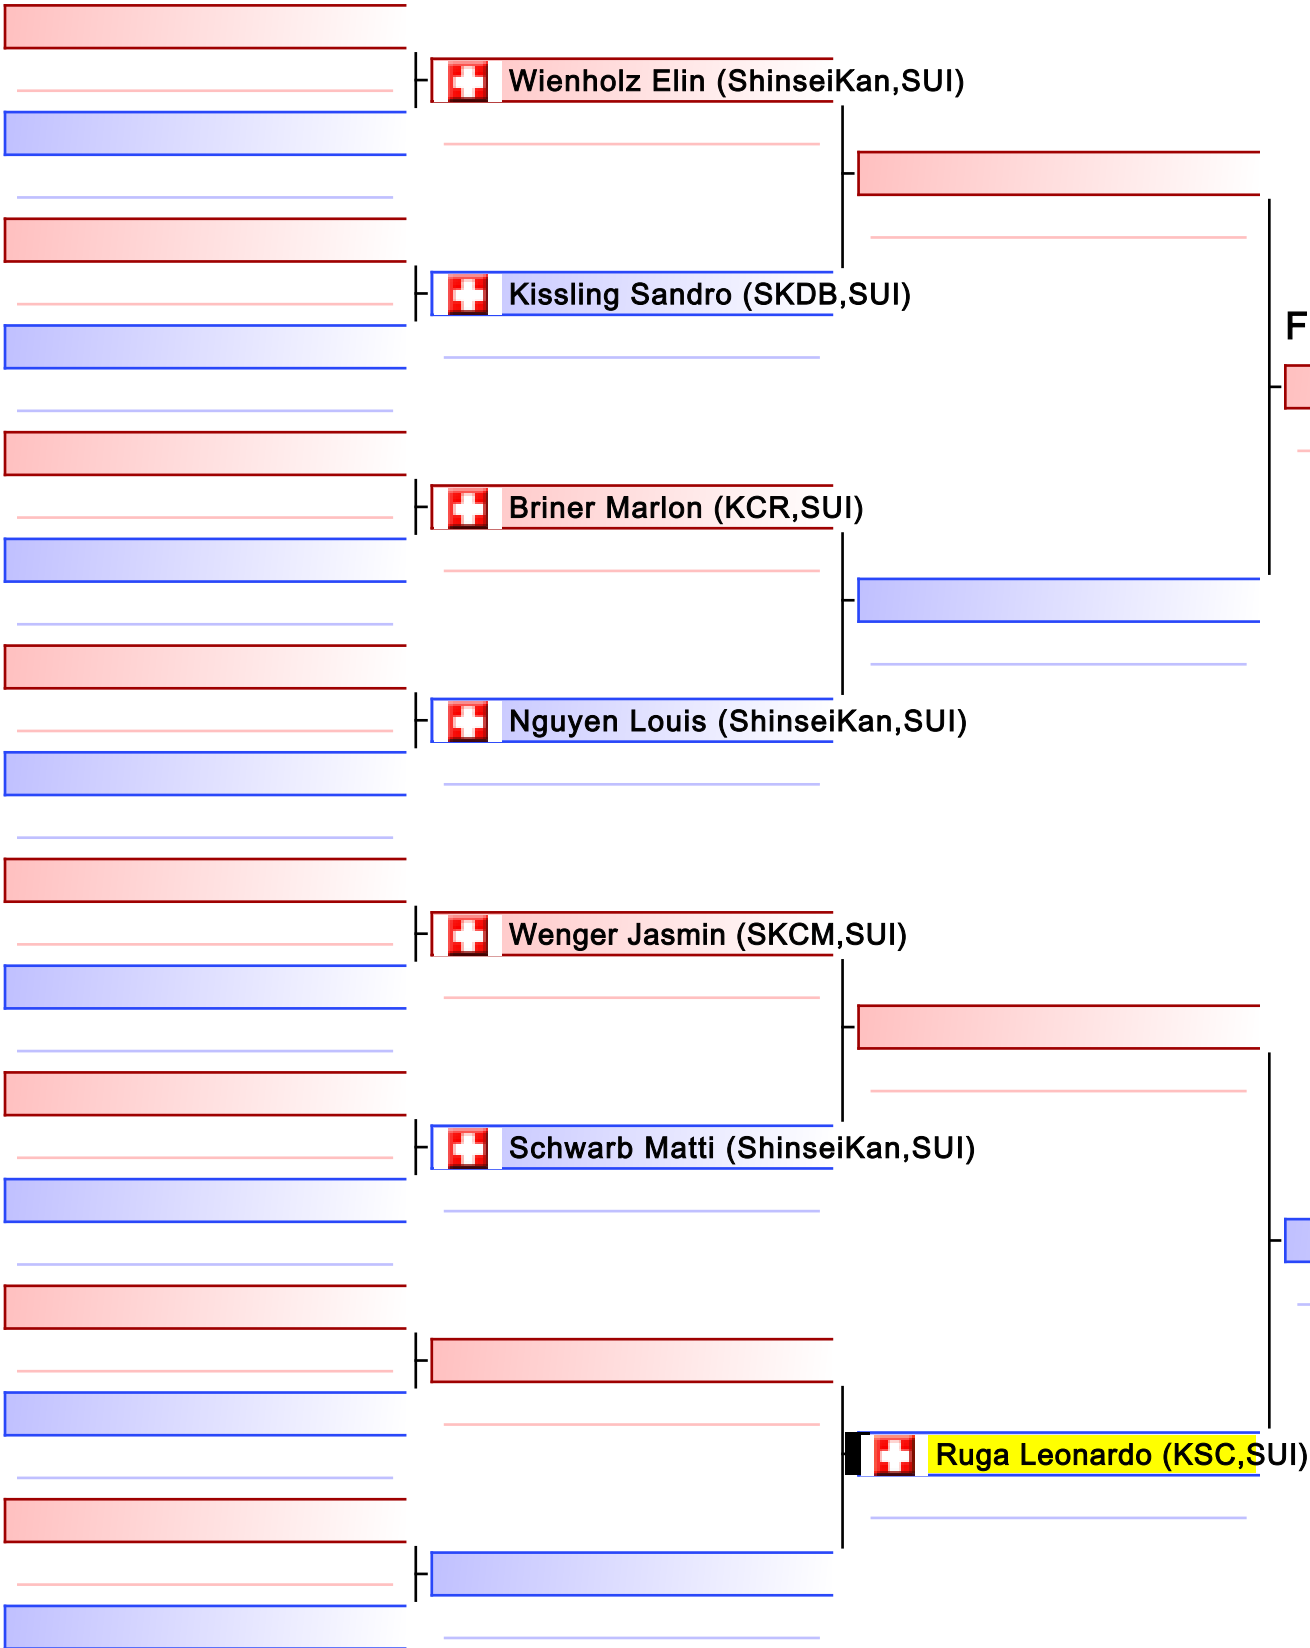 Wienholz Elin (ShinseiKan,SUI)
Kissling Sandro (SKDB,SUI)
F
Briner Marlon (KCR,SUI)
Nguyen Louis (ShinseiKan,SUI)
Wenger Jasmin (SKCM,SUI)
Schwarb Matti (ShinseiKan,SUI)
Ruga Leonardo (KSC,SUI)